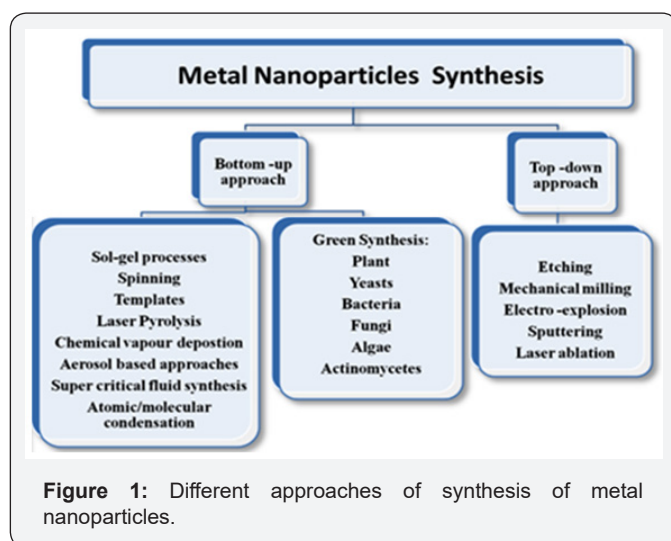 Metal Nanoparticles Synthesis
Bottom -up
approach
Top -down
approach
Sol-gel processes
Spinning
Templates
Laser Pyrolysis
Chemical vapour depostion
Aerosol based approaches
Super critical fluid synthesis
Atomic/molecular
condensation
Green Synthesis:
Plant
Yeasts
Bacteria
Fungi
Algae
Actinomycetes
Etching
Mechanical milling
Electro -explosion
Sputtering
Laser ablation
Figure 1: Different approaches of synthesis of metal
nanoparticles.